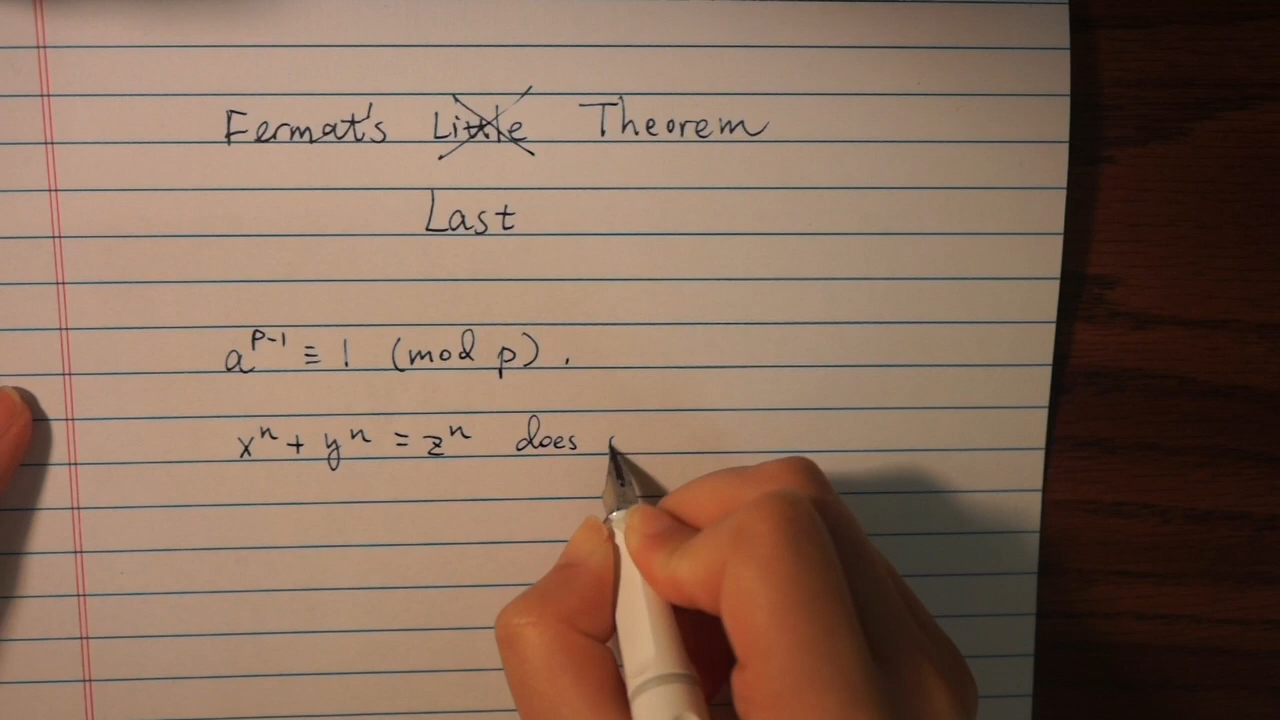 Fermat's Little Theorem
Last
a^{p-1} ≡ 1 (mod p).
x^n + y^n = z^n does